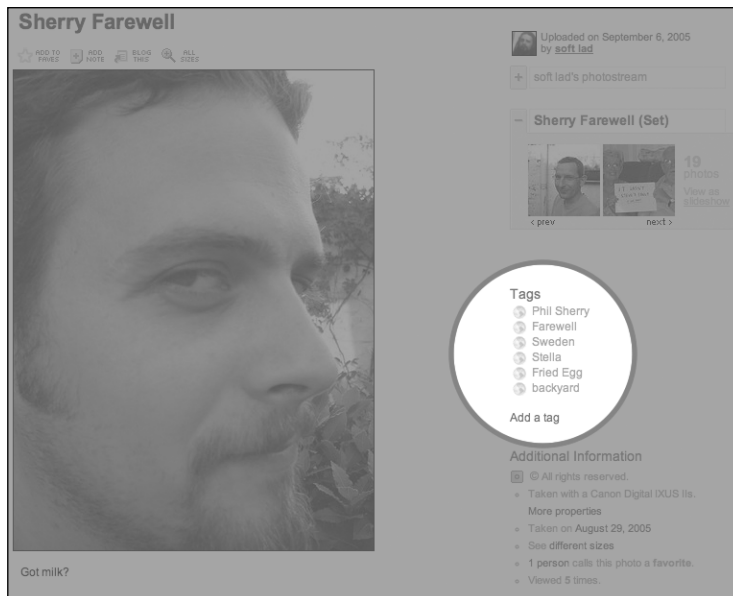 Sherry Farewell
ADD TO FAVES
ADD NOTE
BLOG THIS
ALL SIZES
Uploaded on September 6, 2005
by soft lad
+ soft lad's photostream
− Sherry Farewell (Set)
19
photos
View as
slideshow
< prev
next >
Tags
Phil Sherry
Farewell
Sweden
Stella
Fried Egg
backyard
Add a tag
Additional Information
© All rights reserved.
Taken with a Canon Digital IXUS IIs.
More properties
Taken on August 29, 2005
See different sizes
1 person calls this photo a favorite.
Viewed 5 times.
Got milk?